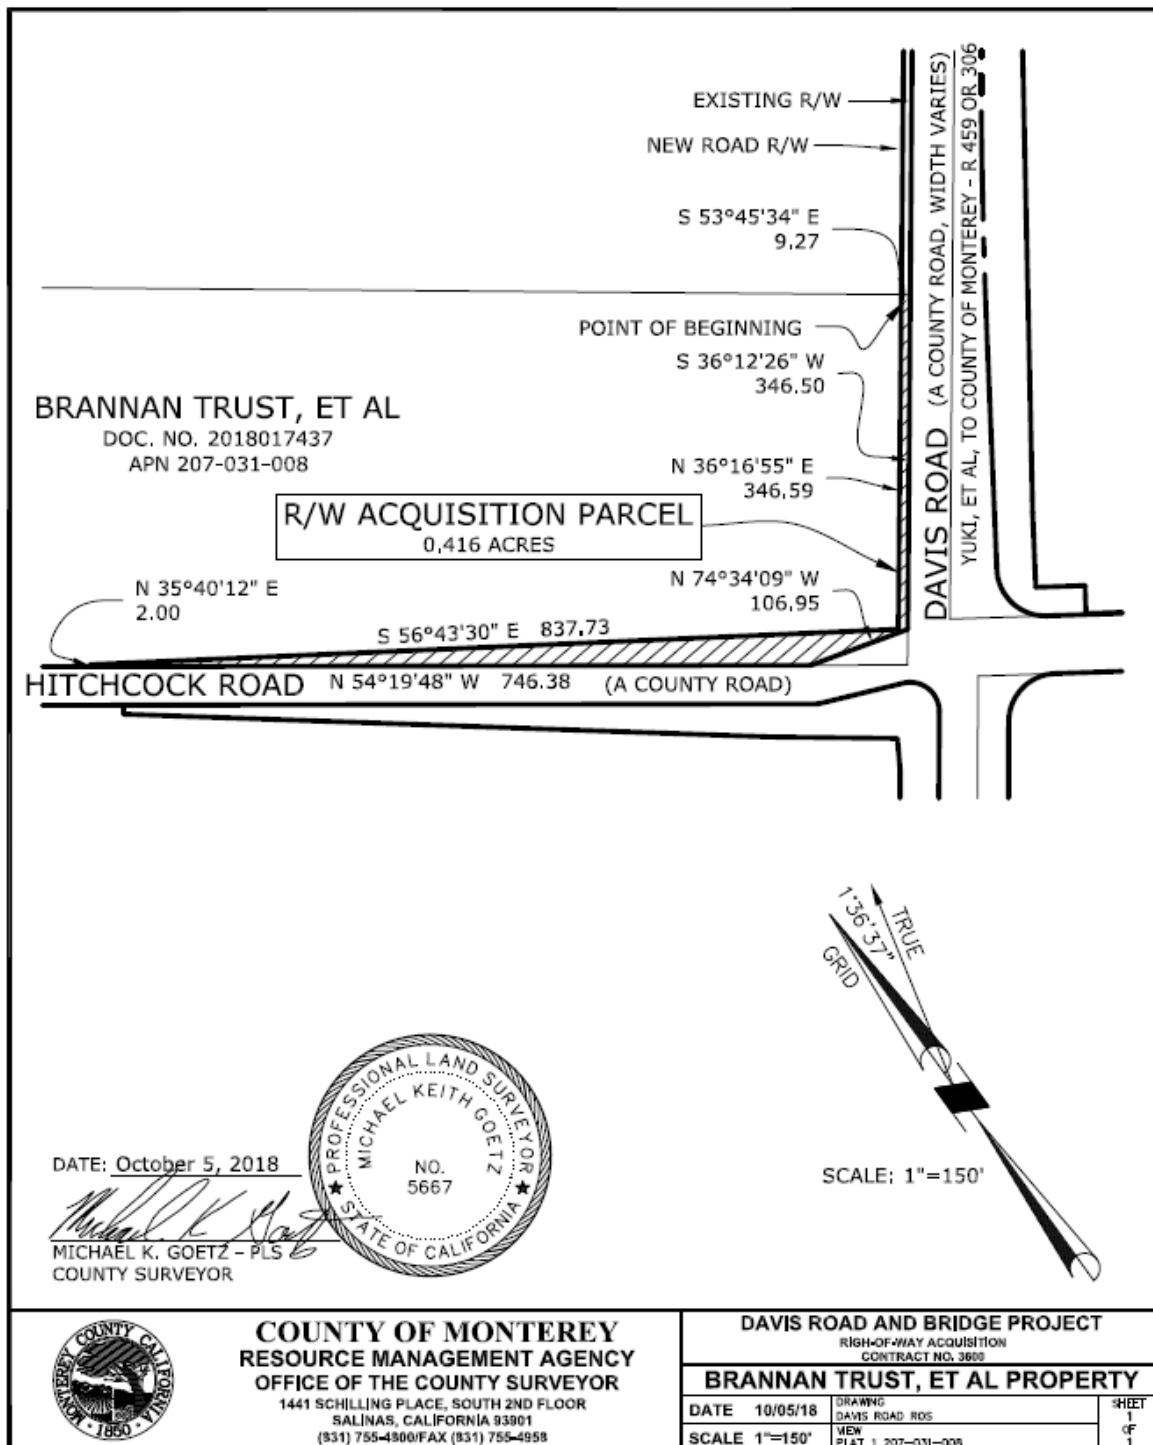 EXISTING R/W
NEW ROAD R/W
S 53°45'34" E
9.27
POINT OF BEGINNING
S 36°12'26" W
346.50
BRANNAN TRUST, ET AL
DOC. NO. 2018017437
APN 207-031-008
N 36°16'55" E
346.59
R/W ACQUISITION PARCEL
0.416 ACRES
N 74°34'09" W
106.95
N 35°40'12" E
2.00
S 56°43'30" E 837.73
HITCHCOCK ROAD N 54°19'48" W 746.38 (A COUNTY ROAD)
DAVIS ROAD (A COUNTY ROAD, WIDTH VARIES)
YUKI, ET AL, TO COUNTY OF MONTEREY - R 459 OR 306
1°36'37"
TRUE
GRID
SCALE: 1"=150'
PROFESSIONAL LAND SURVEYOR
MICHAEL KEITH GOETZ
NO.
5667
STATE OF CALIFORNIA
DATE: October 5, 2018
Michael K Goetz
MICHAEL K. GOETZ - PLS
COUNTY SURVEYOR
MONTEREY COUNTY CALIFORNIA
1850
COUNTY OF MONTEREY
RESOURCE MANAGEMENT AGENCY
OFFICE OF THE COUNTY SURVEYOR
1441 SCHILLING PLACE, SOUTH 2ND FLOOR
SALINAS, CALIFORNIA 93901
(831) 755-4800/FAX (831) 755-4958
DAVIS ROAD AND BRIDGE PROJECT
RIGH-OF-WAY ACQUISITION
CONTRACT NO. 3600
BRANNAN TRUST, ET AL PROPERTY
DATE 10/05/18
DRAWING
DAVIS ROAD ROS
SHEET
1
OF
1
SCALE 1"=150'
VIEW
PLAT 1 207-031-008